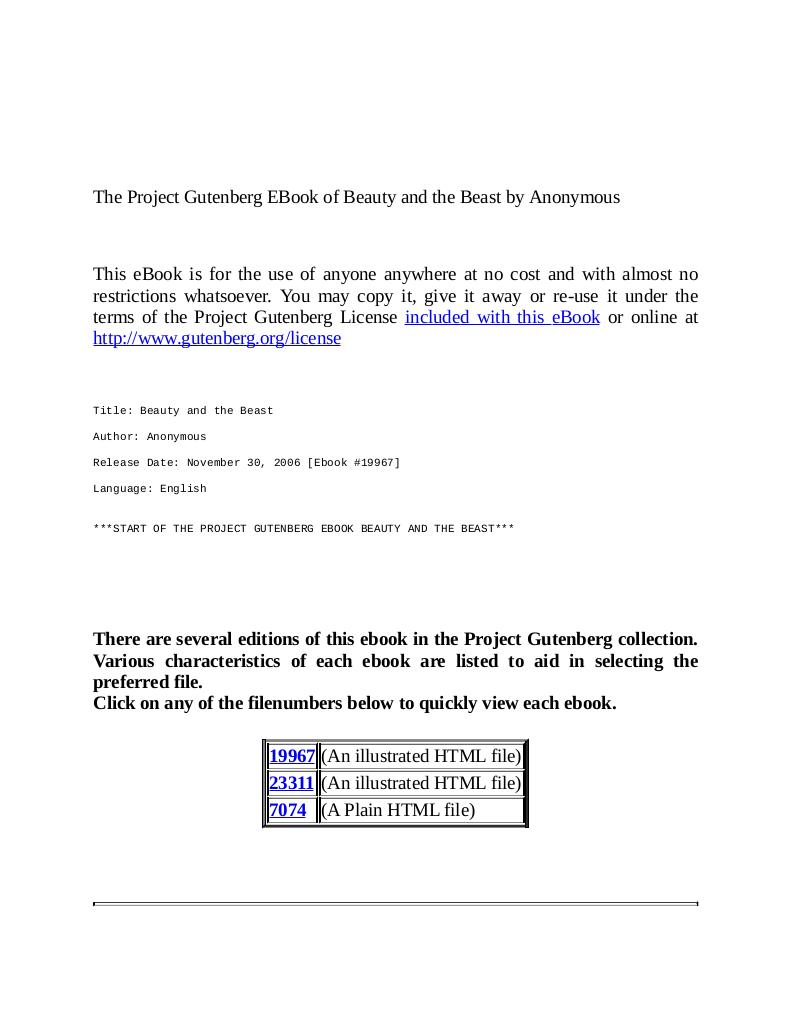 The Project Gutenberg EBook of Beauty and the Beast by Anonymous
This eBook is for the use of anyone anywhere at no cost and with almost no
restrictions whatsoever. You may copy it, give it away or re-use it under the
terms of the Project Gutenberg License included with this eBook or online at
http://www.gutenberg.org/license
Title: Beauty and the Beast
Author: Anonymous
Release Date: November 30, 2006 [Ebook #19967]
Language: English
***START OF THE PROJECT GUTENBERG EBOOK BEAUTY AND THE BEAST***
There are several editions of this ebook in the Project Gutenberg collection.
Various characteristics of each ebook are listed to aid in selecting the
preferred file.
Click on any of the filenumbers below to quickly view each ebook.
19967 (An illustrated HTML file)
23311 (An illustrated HTML file)
7074 (A Plain HTML file)